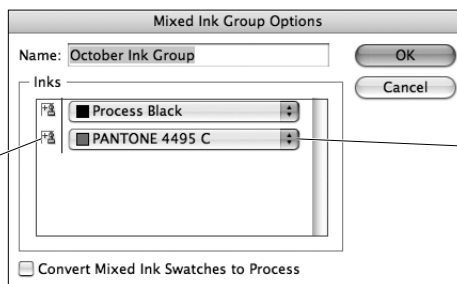 Mixed Ink Group Options
Name: October Ink Group
OK
Cancel
Inks
Process Black
PANTONE 4495 C
Convert Mixed Ink Swatches to Process